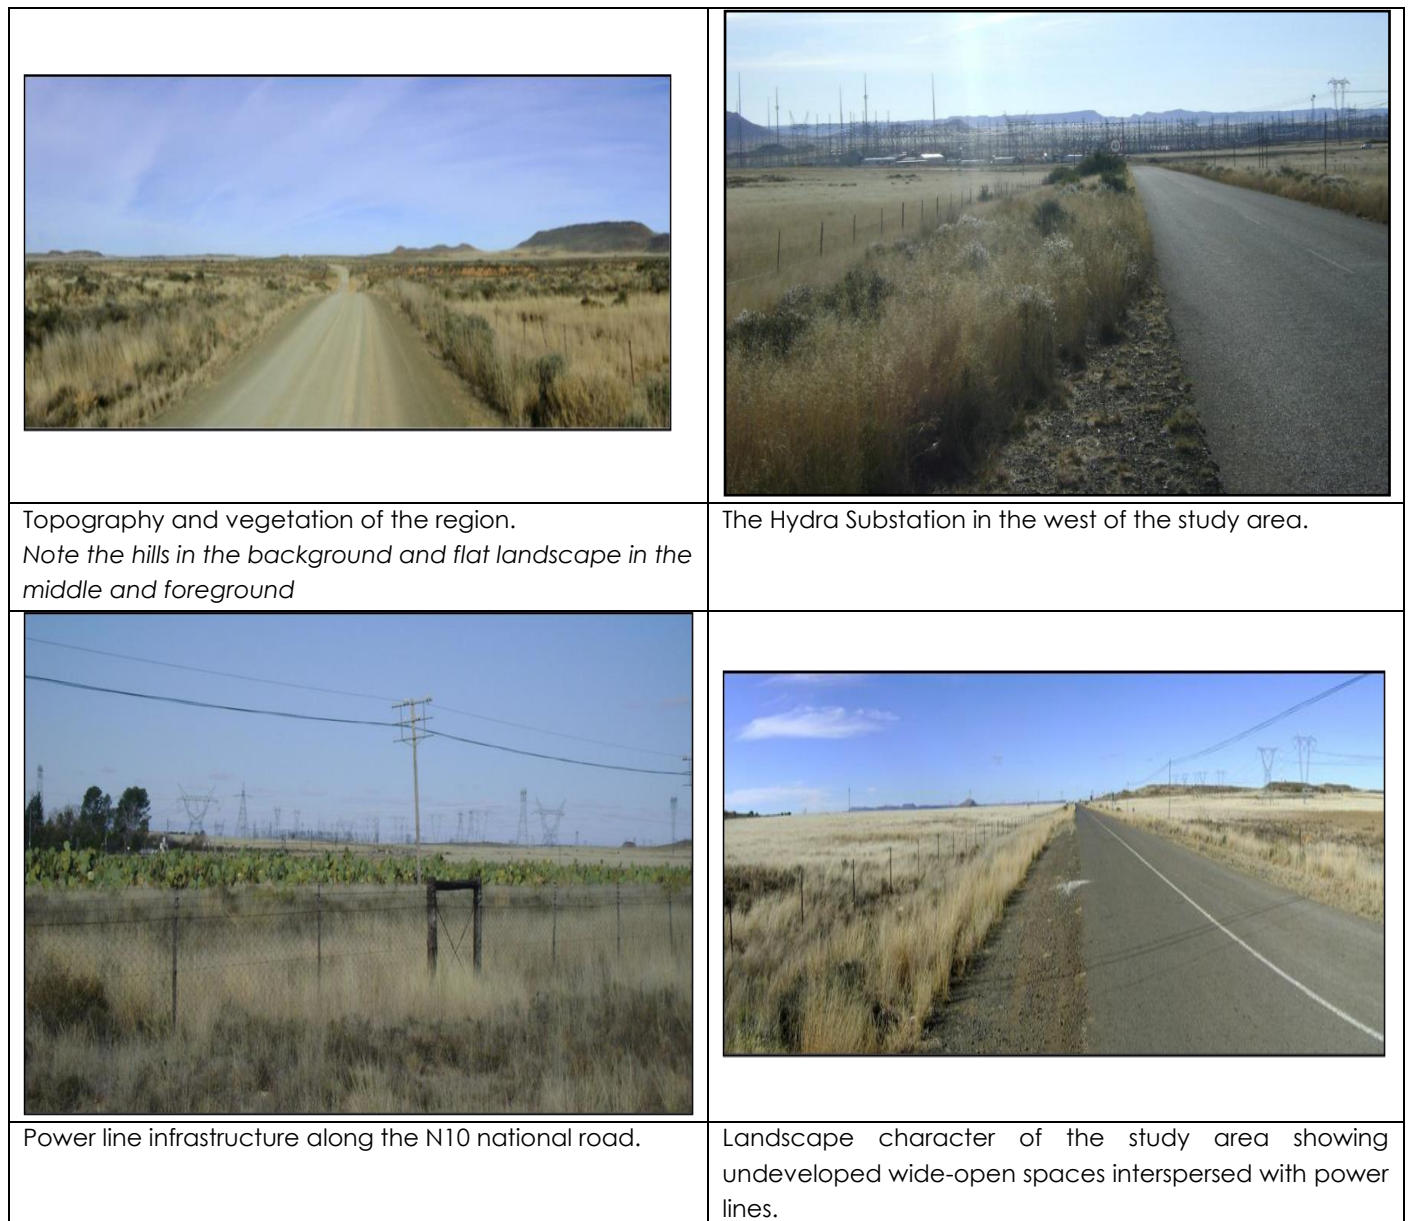 Topography and vegetation of the region.
Note the hills in the background and flat landscape in the
middle and foreground
The Hydra Substation in the west of the study area.
Power line infrastructure along the N10 national road.
Landscape character of the study area showing
undeveloped wide-open spaces interspersed with power
lines.